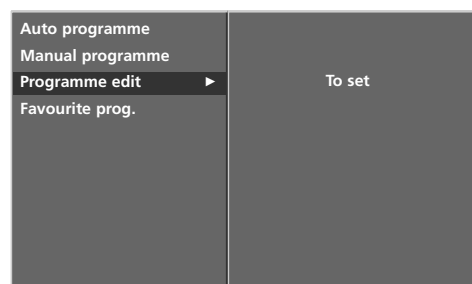 Auto programme
Manual programme
Programme edit ►
To set
Favourite prog.